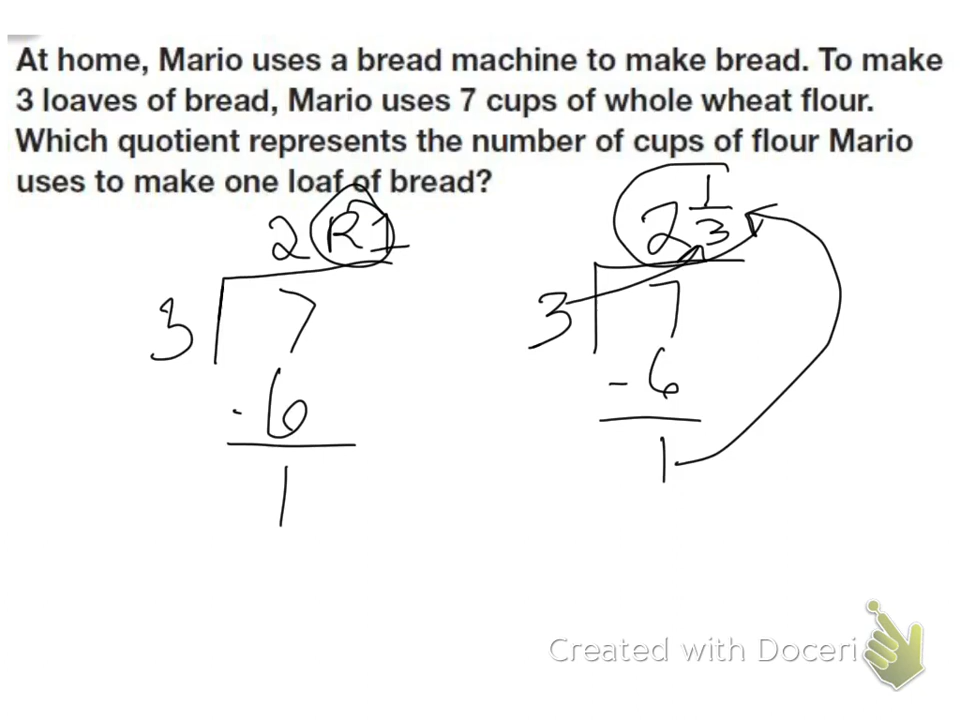 At home, Mario uses a bread machine to make bread. To make
3 loaves of bread, Mario uses 7 cups of whole wheat flour.
Which quotient represents the number of cups of flour Mario
uses to make one loaf of bread?
2 R1
3 7
- 6
1
2 1/3
3 7
- 6
1
Created with Doceri